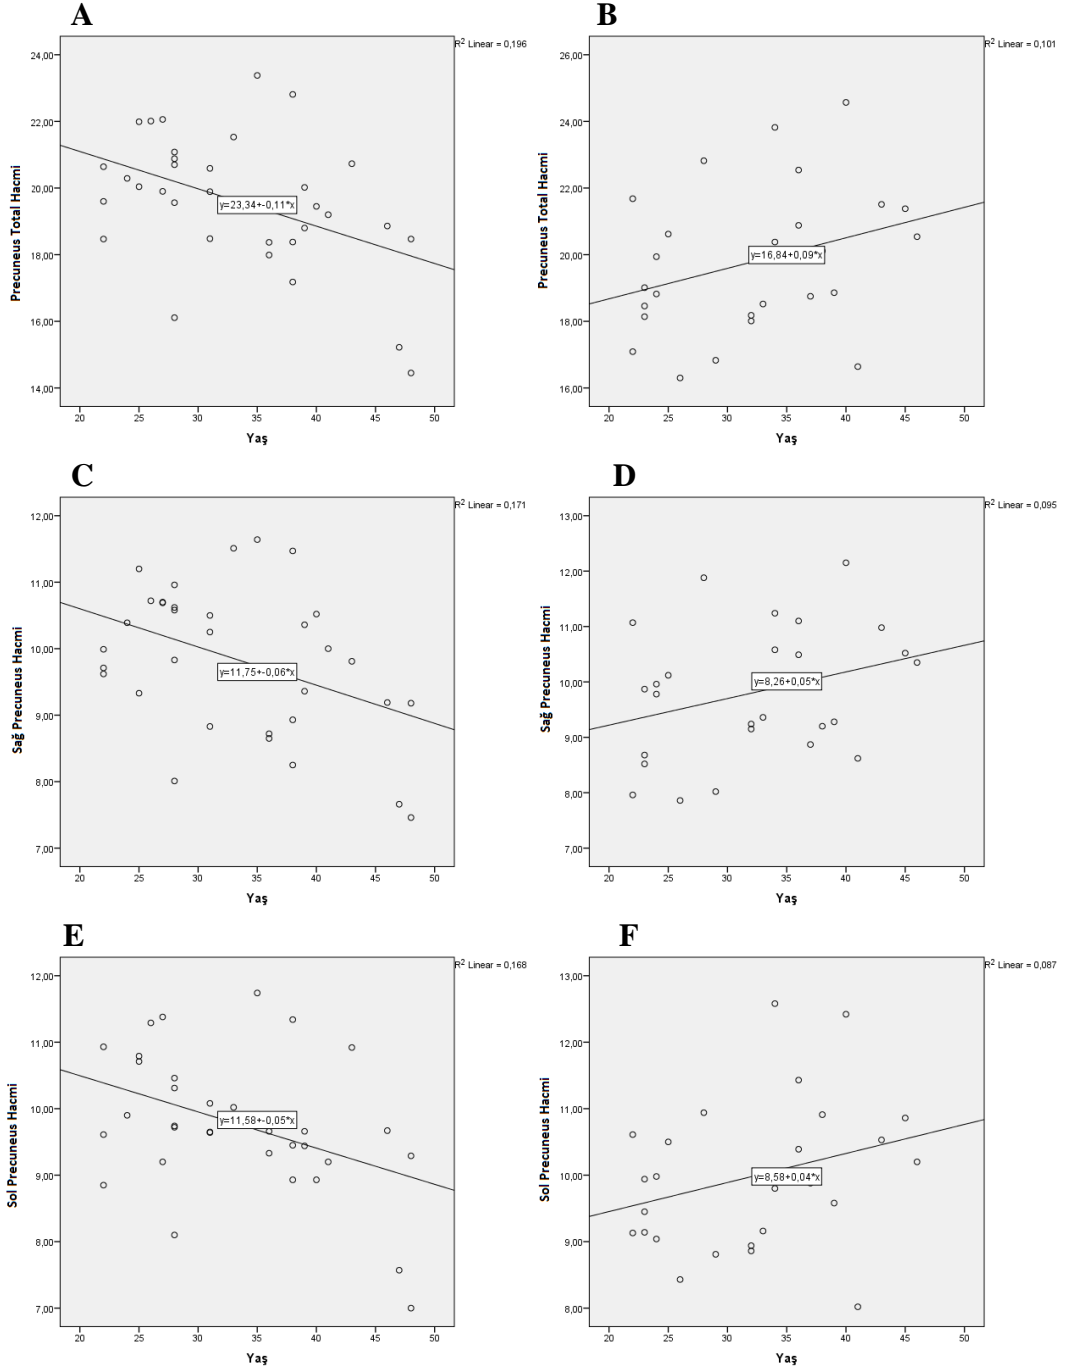 A
R2 Linear = 0,196
24,00
22,00
20,00
18,00
16,00
14,00
Precuneus Total Hacmi
y=23,34+-0,11*x
20 25 30 35 40 45 50
Yaş
B
R2 Linear = 0,101
26,00
24,00
22,00
20,00
18,00
16,00
Precuneus Total Hacmi
y=16,84+0,09*x
20 25 30 35 40 45 50
Yaş
C
R2 Linear = 0,171
12,00
11,00
10,00
9,00
8,00
7,00
Sağ Precuneus Hacmi
y=11,75+-0,06*x
20 25 30 35 40 45 50
Yaş
D
R2 Linear = 0,095
13,00
12,00
11,00
10,00
9,00
8,00
7,00
Sağ Precuneus Hacmi
y=8,26+0,05*x
20 25 30 35 40 45 50
Yaş
E
R2 Linear = 0,168
12,00
11,00
10,00
9,00
8,00
7,00
Sol Precuneus Hacmi
y=11,58+-0,05*x
20 25 30 35 40 45 50
Yaş
F
R2 Linear = 0,087
13,00
12,00
11,00
10,00
9,00
8,00
Sol Precuneus Hacmi
y=8,58+0,04*x
20 25 30 35 40 45 50
Yaş